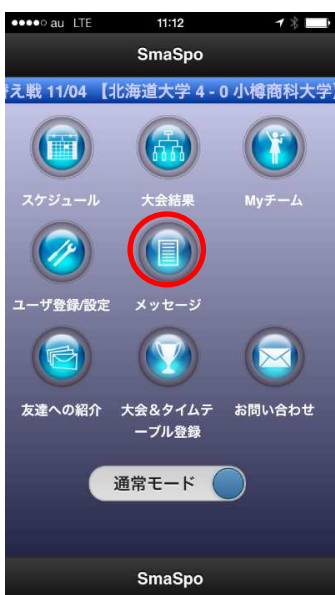 au LTE 11:12
SmaSpo
え戦 11/04 【北海道大学 4 - 0 小樽商科大学】
スケジュール 大会結果 Myチーム
ユーザ登録/設定 メッセージ
友達への紹介 大会&タイムテ お問い合わせ
ーブル登録
通常モード
SmaSpo